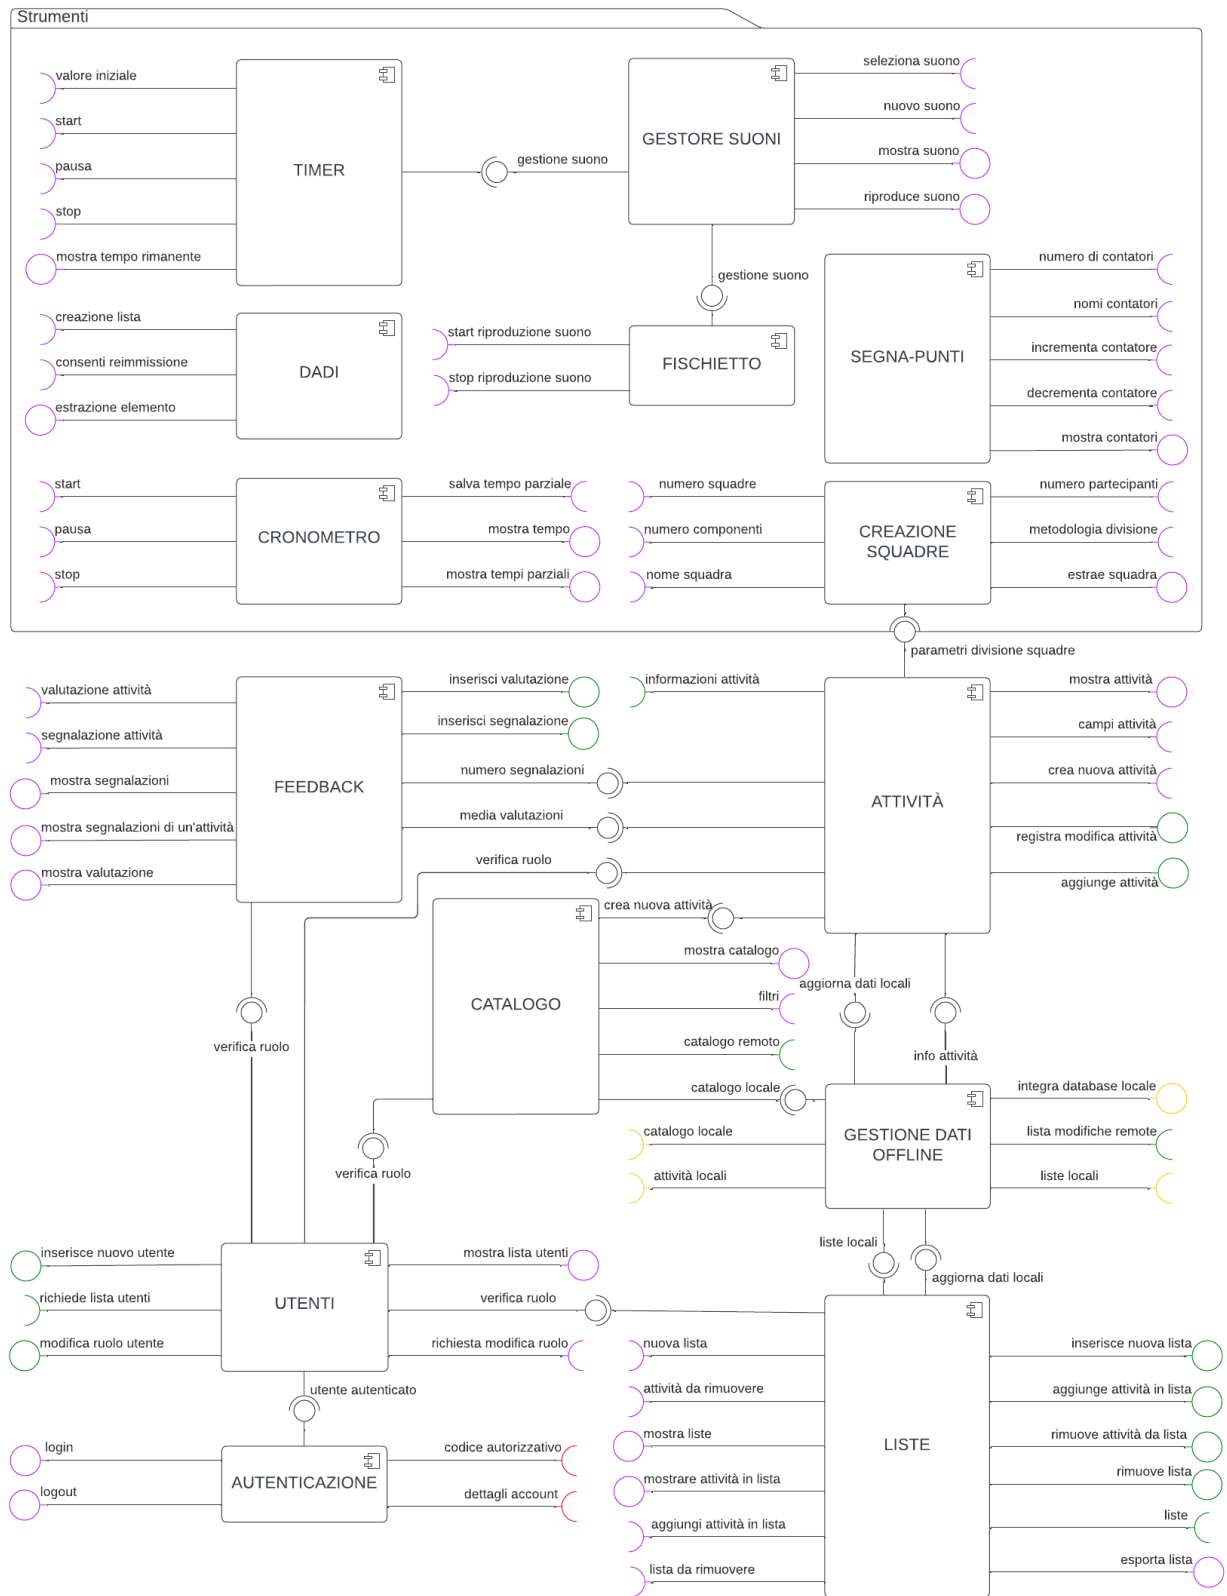 Strumenti
valore iniziale
start
pausa
stop
mostra tempo rimanente
TIMER
gestione suono
GESTORE SUONI
seleziona suono
nuovo suono
mostra suono
riproduce suono
gestione suono
creazione lista
consenti reimmissione
estrazione elemento
DADI
start riproduzione suono
stop riproduzione suono
FISCHIETTO
SEGNA-PUNTI
numero di contatori
nomi contatori
incrementa contatore
decrementa contatore
mostra contatori
start
pausa
stop
CRONOMETRO
salva tempo parziale
mostra tempo
mostra tempi parziali
numero squadre
numero componenti
nome squadra
CREAZIONE
SQUADRE
numero partecipanti
metodologia divisione
estrae squadra
parametri divisione squadre
valutazione attività
segnalazione attività
mostra segnalazioni
mostra segnalazioni di un'attività
mostra valutazione
FEEDBACK
inserisci valutazione
inserisci segnalazione
numero segnalazioni
media valutazioni
verifica ruolo
informazioni attività
ATTIVITÀ
mostra attività
campi attività
crea nuova attività
registra modifica attività
aggiunge attività
crea nuova attività
mostra catalogo
filtri
catalogo remoto
catalogo locale
CATALOGO
aggiorna dati locali
info attività
verifica ruolo
verifica ruolo
catalogo locale
attività locali
GESTIONE DATI
OFFLINE
integra database locale
lista modifiche remote
liste locali
liste locali
aggiorna dati locali
inserisce nuovo utente
richiede lista utenti
modifica ruolo utente
UTENTI
mostra lista utenti
verifica ruolo
richiesta modifica ruolo
utente autenticato
login
logout
AUTENTICAZIONE
codice autorizzativo
dettagli account
nuova lista
attività da rimuovere
mostra liste
mostrare attività in lista
aggiungi attività in lista
lista da rimuovere
LISTE
inserisce nuova lista
aggiunge attività in lista
rimuove attività da lista
rimuove lista
liste
esporta lista